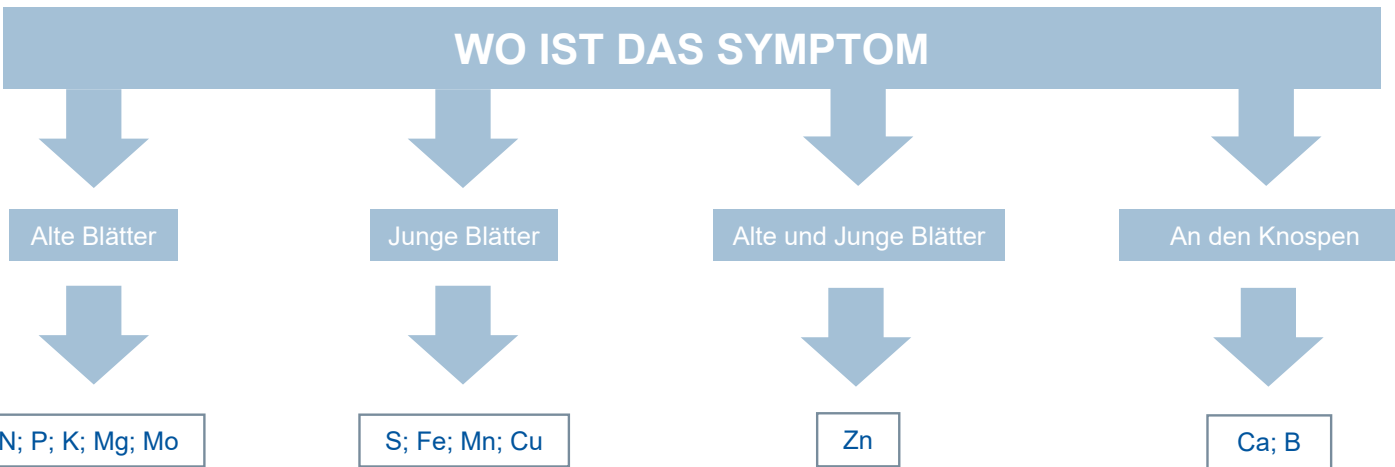 WO IST DAS SYMPTOM
Alte Blätter
Junge Blätter
Alte und Junge Blätter
An den Knospen
N; P; K; Mg; Mo
S; Fe; Mn; Cu
Zn
Ca; B